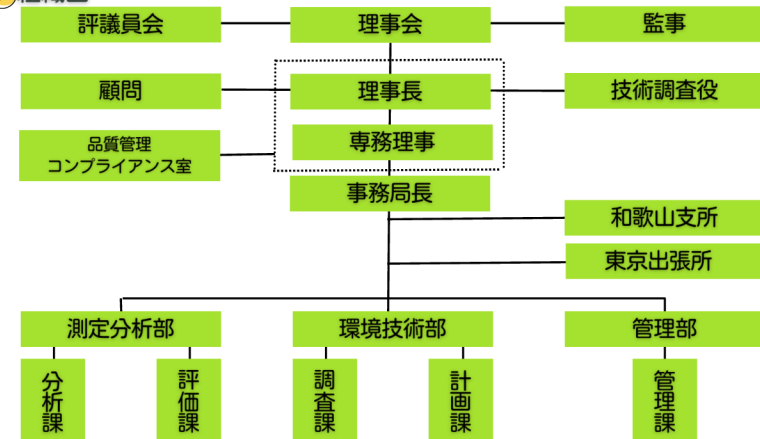 評議員会
理事会
監事
顧問
理事長
技術調査役
品質管理
コンプライアンス室
専務理事
事務局長
和歌山支所
東京出張所
測定分析部
環境技術部
管理部
分析課
評価課
調査課
計画課
管理課